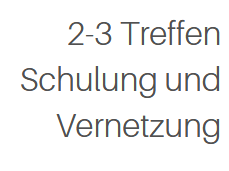 2-3 Treffen
Schulung und
Vernetzung